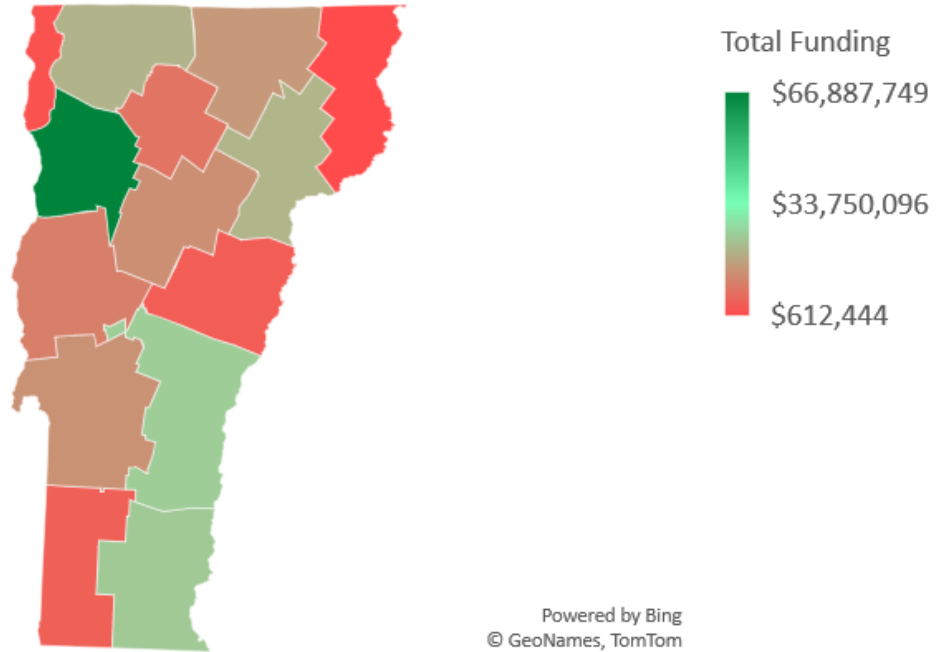 Total Funding
$66,887,749
$33,750,096
$612,444
Powered by Bing
© GeoNames, TomTom